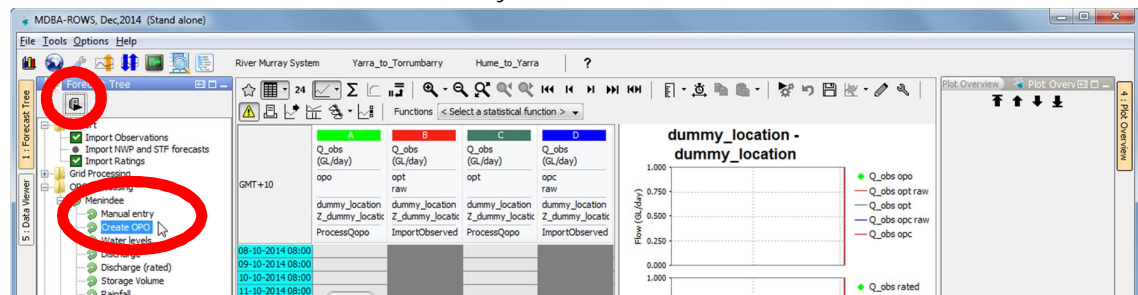 MDBA-ROWS, Dec,2014 (Stand alone)
File Tools Options Help
River Murray System Yarra_to_Torrumbarry Hume_to_Yarra ?
Forecast Tree
1 : Forecast Tree
5 : Data Viewer
Import Observations
Import NWP and STF forecasts
Import Ratings
Grid Processing
Menindee
Manual entry
Create OPO
Water levels
Discharge
Discharge (rated)
Storage Volume
Rainfall
24
Functions < Select a statistical function >
A B C D
Q_obs Q_obs Q_obs Q_obs
(GL/day) (GL/day) (GL/day) (GL/day)
GMT+10
opo opt opt opc
raw raw
dummy_location dummy_location dummy_location dummy_location
Z_dummy_locatic Z_dummy_locatic Z_dummy_locatic Z_dummy_locatic
ProcessQopo ImportObserved ProcessQopo ImportObserved
08-10-2014 08:00
09-10-2014 08:00
10-10-2014 08:00
11-10-2014 08:00
dummy_location -
dummy_location
Flow (GL/day)
1.000
0.750
0.500
0.250
0.000
1.000
Q_obs opo
Q_obs opt raw
Q_obs opt
Q_obs opc raw
Q_obs opc
Q_obs rated
Plot Overview
Plot Overvi
4 : Plot Overview